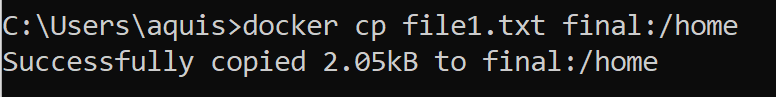 C:\Users\aquis>docker cp file1.txt final:/home
Successfully copied 2.05kB to final:/home